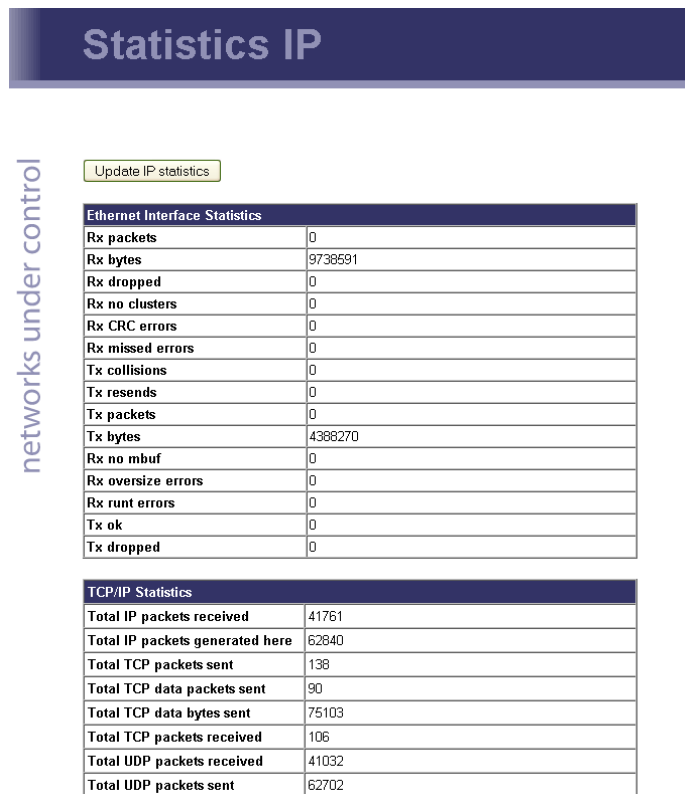 Statistics IP
networks under control
Update IP statistics
Ethernet Interface Statistics
Rx packets 0
Rx bytes 9738591
Rx dropped 0
Rx no clusters 0
Rx CRC errors 0
Rx missed errors 0
Tx collisions 0
Tx resends 0
Tx packets 0
Tx bytes 4388270
Rx no mbuf 0
Rx oversize errors 0
Rx runt errors 0
Tx ok 0
Tx dropped 0
TCP/IP Statistics
Total IP packets received 41761
Total IP packets generated here 62840
Total TCP packets sent 138
Total TCP data packets sent 90
Total TCP data bytes sent 75103
Total TCP packets received 106
Total UDP packets received 41032
Total UDP packets sent 62702